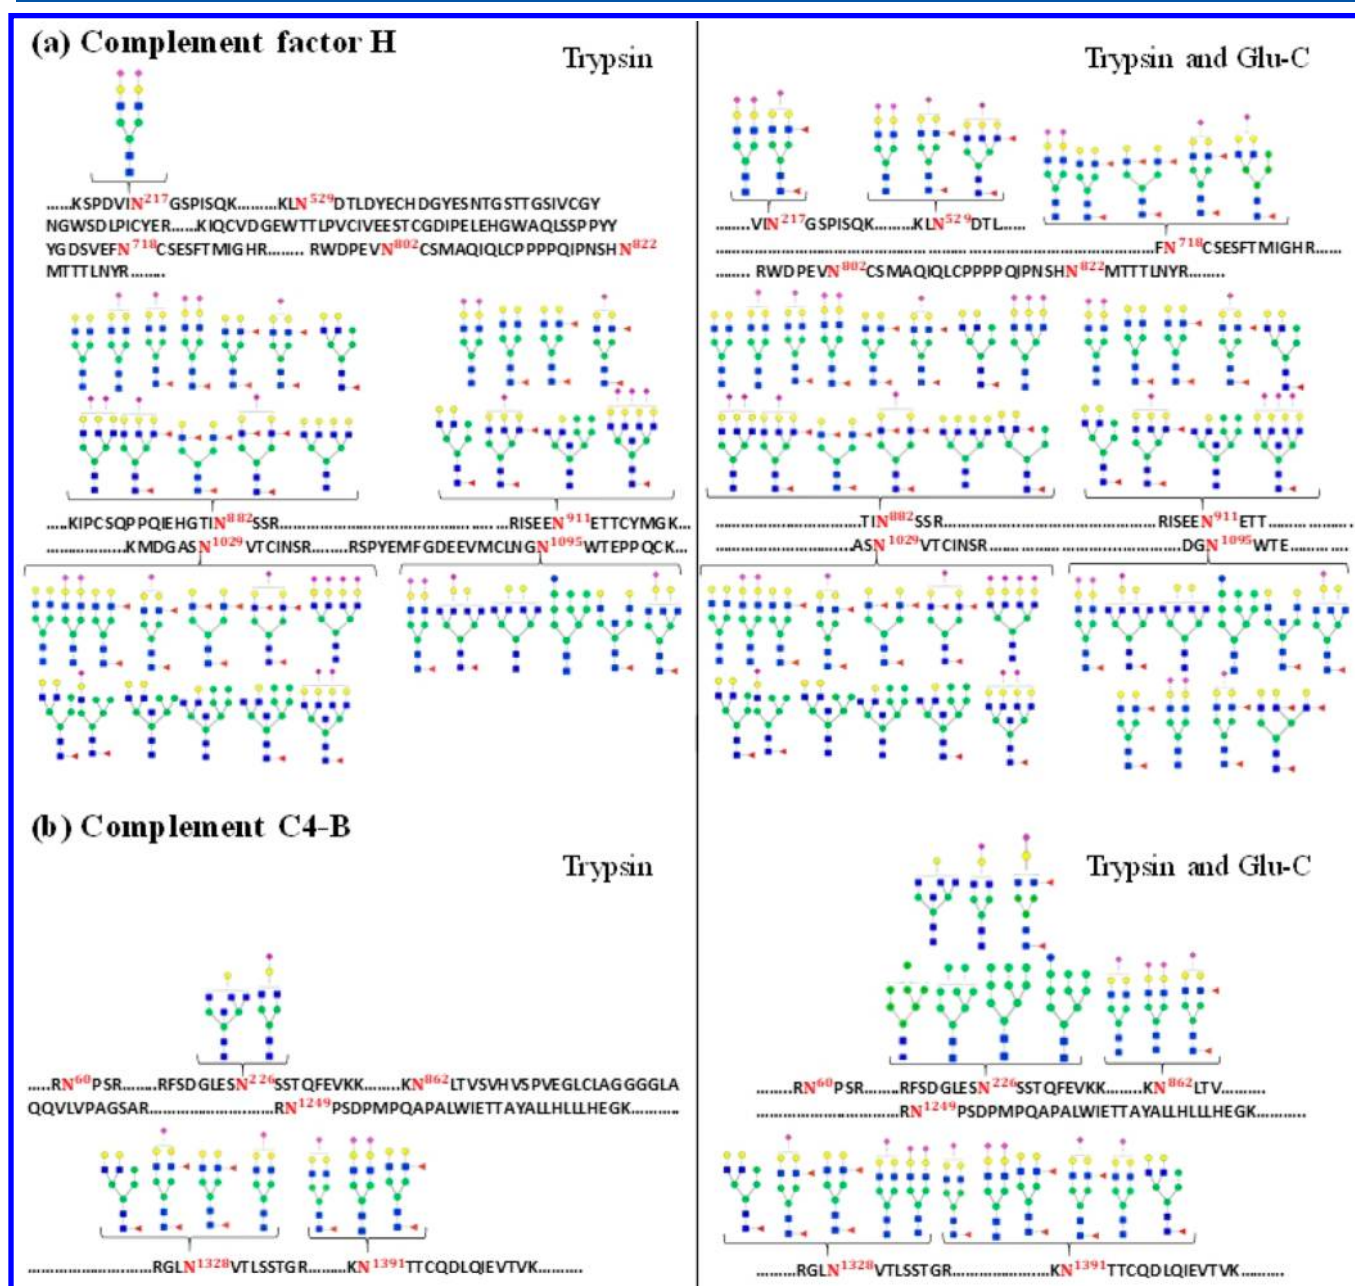 (a) Complement factor H
Trypsin
......KSPDVIN217GSPISQK.........KLN529DTLDYECHDGYESNTGSTTGSIVCGY
NGWSDLPICYER......KIQCVDGEWTTLPVCIVEESTCGDIPELEHGWAQLSSPPYY
YGDSVEFN718CSESFTMIGHR........ RWDPEVN802CSMAQIQLCPPPPQIPNSHN822
MTTTLNYR........
.....KIPCSQPPQIEHGTIN882SSR.................................................RISEEN911ETTCYMGK...
..................KMDGASN1029VTCINSR........RSPYEMFGDEEVMCLNGN1095WTEPPQCK...
Trypsin and Glu-C
........VIN217GSPISQK.........KLN529DTL......
........................................................................FN718CSESFTMIGHR......
........ RWDPEVN802CSMAQIQLCPPPPQIPNSHN822MTTTLNYR........
..............................TIN882SSR.............................................RISEEN911ETT....................
............................ASN1029VTCINSR........................................DGN1095WTE............
(b) Complement C4-B
Trypsin
.....RN60PSR.........RFSDGLESN226SSTQFEVKK.........KN862LTVSVHVSPVEGLCLAGGGGLA
QQVLVPAGSAR..............................RN1249PSDPMPQAPALWIETTAYALLHLLLHEGK............
..........................RGLN1328VTLSSTGR.........KN1391TTCQDLQIEVTVK..........
Trypsin and Glu-C
........RN60PSR.........RFSDGLESN226SSTQFEVKK.........KN862LTV........
..............................RN1249PSDPMPQAPALWIETTAYALLHLLLHEGK............
.................RGLN1328VTLSSTGR.....................KN1391TTCQDLQIEVTVK..........